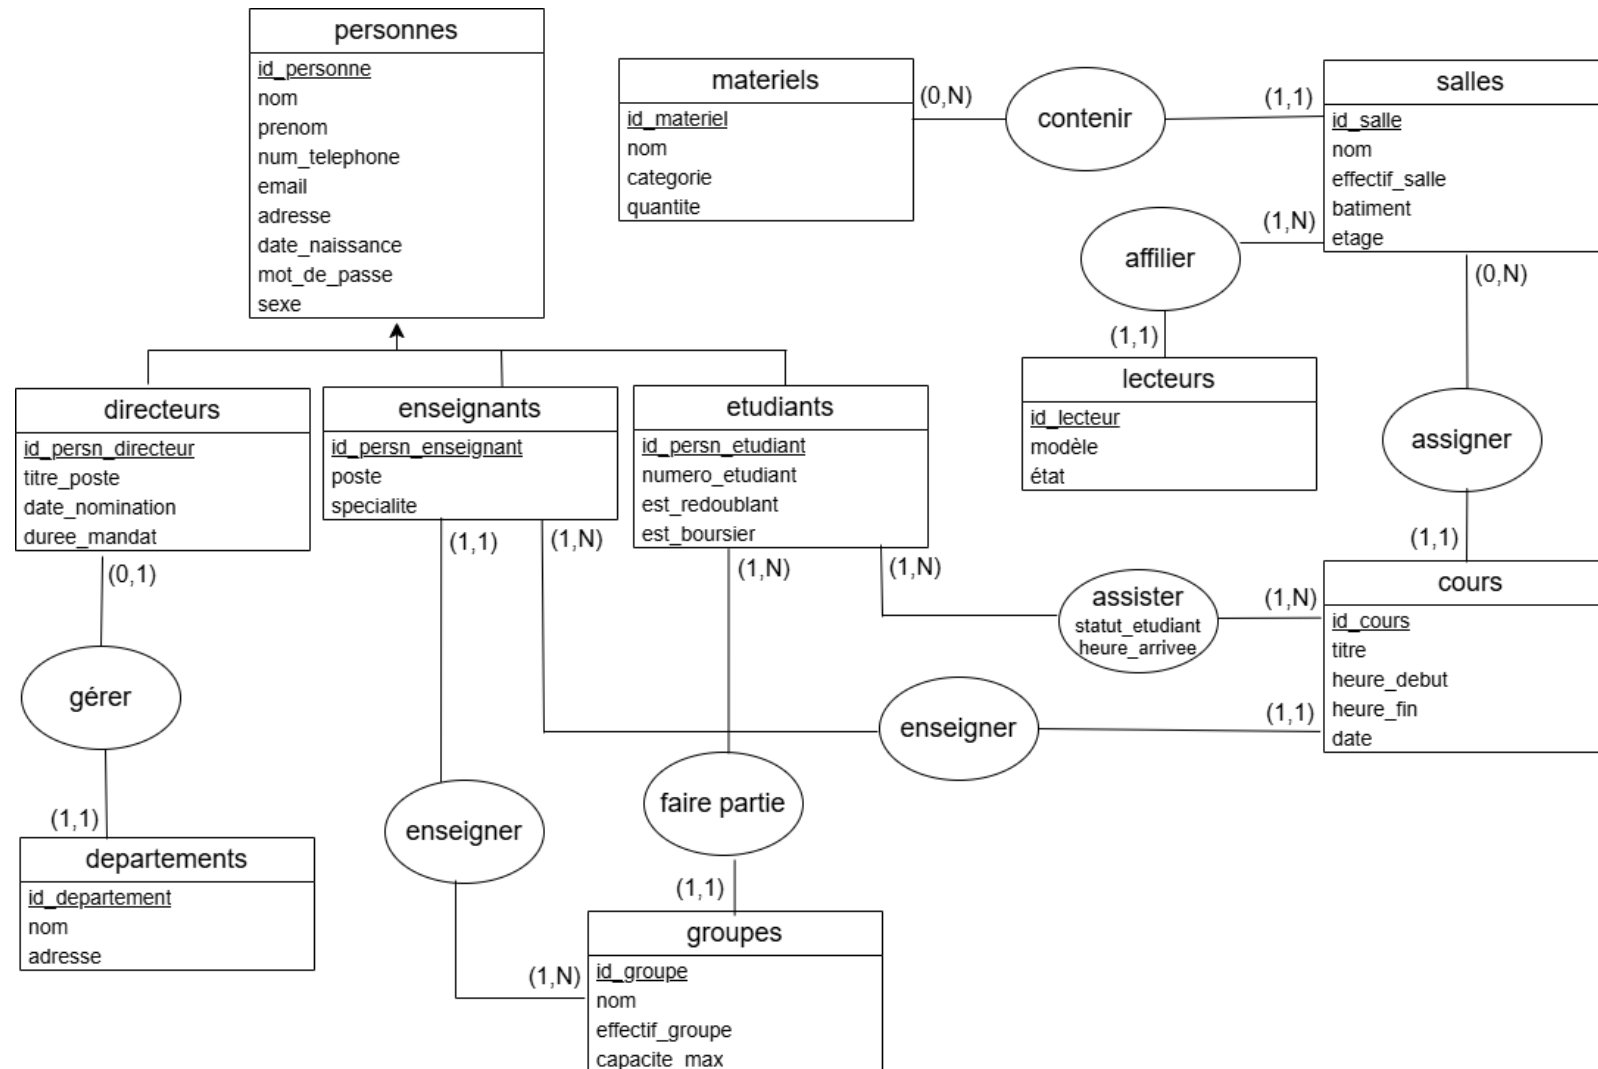 personnes
id_personne
nom
prenom
num_telephone
email
adresse
date_naissance
mot_de_passe
sexe
materiels
id_materiel
nom
categorie
quantite
(0,N)
contenir
(1,1)
salles
id_salle
nom
effectif_salle
batiment
etage
(1,N)
affilier
(1,1)
(0,N)
lecteurs
id_lecteur
modèle
état
assigner
(1,1)
directeurs
id_persn_directeur
titre_poste
date_nomination
duree_mandat
(0,1)
enseignants
id_persn_enseignant
poste
specialite
(1,1)
(1,N)
etudiants
id_persn_etudiant
numero_etudiant
est_redoublant
est_boursier
(1,N)
(1,N)
assister
statut_etudiant
heure_arrivee
(1,N)
cours
id_cours
titre
heure_debut
heure_fin
date
gérer
enseigner
(1,1)
(1,1)
departements
id_departement
nom
adresse
enseigner
faire partie
(1,1)
(1,N)
groupes
id_groupe
nom
effectif_groupe
capacite_max